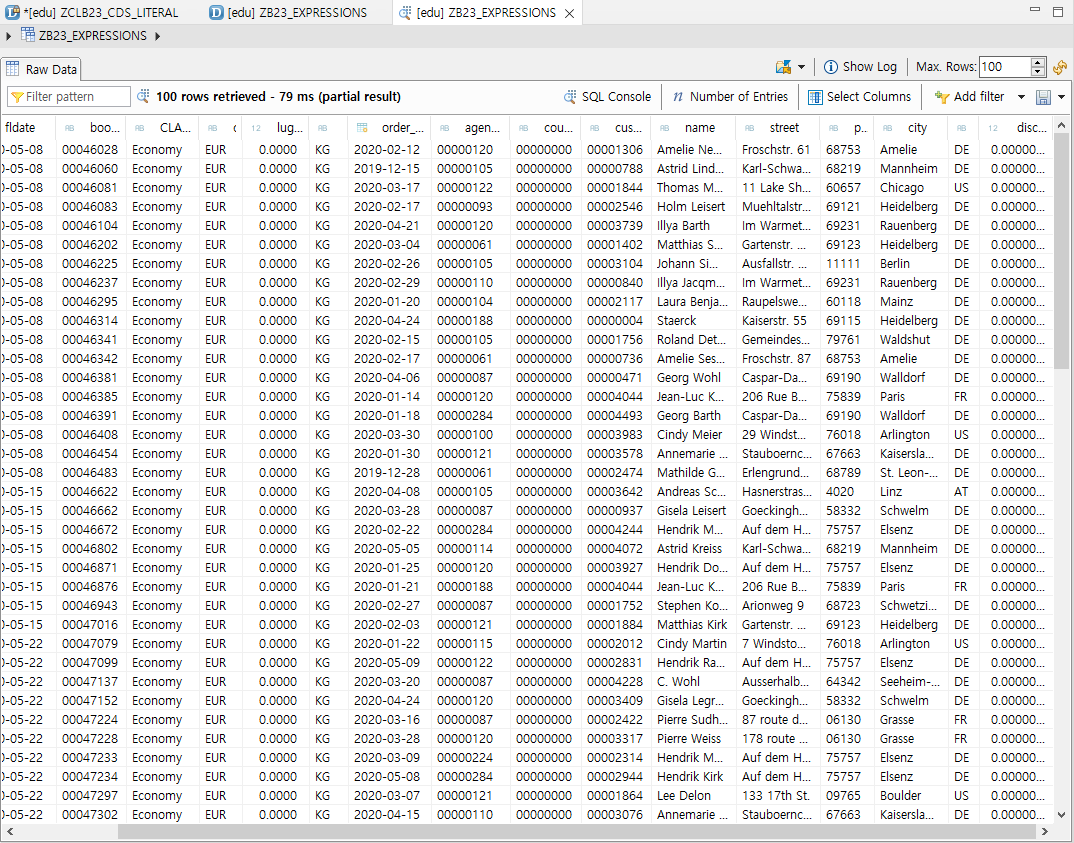 *[edu] ZCLB23_CDS_LITERAL [edu] ZB23_EXPRESSIONS [edu] ZB23_EXPRESSIONS
ZB23_EXPRESSIONS
Raw Data Show Log Max. Rows: 100
Filter pattern 100 rows retrieved - 79 ms (partial result) SQL Console Number of Entries Select Columns Add filter
fldate boo... CLA... lug... order_... agen... cou... cus... name street p... city disc...
0-05-08 00046028 Economy EUR 0.0000 KG 2020-02-12 00000120 00000000 00001306 Amelie Ne... Froschstr. 61 68753 Amelie DE 0.00000...
0-05-08 00046060 Economy EUR 0.0000 KG 2019-12-15 00000105 00000000 00000788 Astrid Lind... Karl-Schwa... 68219 Mannheim DE 0.00000...
0-05-08 00046081 Economy EUR 0.0000 KG 2020-03-17 00000122 00000000 00001844 Thomas M... 11 Lake Sh... 60657 Chicago US 0.00000...
0-05-08 00046083 Economy EUR 0.0000 KG 2020-02-17 00000093 00000000 00002546 Holm Leisert Muehltalstr... 69121 Heidelberg DE 0.00000...
0-05-08 00046104 Economy EUR 0.0000 KG 2020-04-21 00000120 00000000 00003739 Illya Barth Im Warmet... 69231 Rauenberg DE 0.00000...
0-05-08 00046202 Economy EUR 0.0000 KG 2020-03-04 00000061 00000000 00001402 Matthias S... Gartenstr. ... 69123 Heidelberg DE 0.00000...
0-05-08 00046225 Economy EUR 0.0000 KG 2020-02-26 00000105 00000000 00003104 Johann Si... Ausfallstr. ... 11111 Berlin DE 0.00000...
0-05-08 00046237 Economy EUR 0.0000 KG 2020-02-29 00000110 00000000 00000840 Illya Jacqm... Im Warmet... 69231 Rauenberg DE 0.00000...
0-05-08 00046295 Economy EUR 0.0000 KG 2020-01-20 00000104 00000000 00002117 Laura Benja... Raupelswe... 60118 Mainz DE 0.00000...
0-05-08 00046314 Economy EUR 0.0000 KG 2020-04-24 00000188 00000000 00000004 Staerck Kaiserstr. 55 69115 Heidelberg DE 0.00000...
0-05-08 00046341 Economy EUR 0.0000 KG 2020-02-15 00000105 00000000 00001756 Roland Det... Gemeindes... 79761 Waldshut DE 0.00000...
0-05-08 00046342 Economy EUR 0.0000 KG 2020-02-17 00000061 00000000 00000736 Amelie Ses... Froschstr. 87 68753 Amelie DE 0.00000...
0-05-08 00046381 Economy EUR 0.0000 KG 2020-04-06 00000087 00000000 00000471 Georg Wohl Caspar-Da... 69190 Walldorf DE 0.00000...
0-05-08 00046385 Economy EUR 0.0000 KG 2020-01-14 00000120 00000000 00004044 Jean-Luc K... 206 Rue B... 75839 Paris FR 0.00000...
0-05-08 00046391 Economy EUR 0.0000 KG 2020-01-18 00000284 00000000 00004493 Georg Barth Caspar-Da... 69190 Walldorf DE 0.00000...
0-05-08 00046408 Economy EUR 0.0000 KG 2020-03-30 00000100 00000000 00003983 Cindy Meier 29 Windst... 76018 Arlington US 0.00000...
0-05-08 00046454 Economy EUR 0.0000 KG 2020-01-30 00000121 00000000 00003578 Annemarie ... Stauboernc... 67663 Kaisersla... DE 0.00000...
0-05-08 00046483 Economy EUR 0.0000 KG 2019-12-28 00000061 00000000 00002474 Mathilde G... Erlengrund... 68789 St. Leon-... DE 0.00000...
0-05-15 00046622 Economy EUR 0.0000 KG 2020-04-08 00000105 00000000 00003642 Andreas Sc... Hasnerstras... 4020 Linz AT 0.00000...
0-05-15 00046662 Economy EUR 0.0000 KG 2020-03-28 00000087 00000000 00000937 Gisela Leisert Goeckingh... 58332 Schwelm DE 0.00000...
0-05-15 00046672 Economy EUR 0.0000 KG 2020-02-22 00000284 00000000 00004244 Hendrik M... Auf dem H... 75757 Elsenz DE 0.00000...
0-05-15 00046802 Economy EUR 0.0000 KG 2020-05-05 00000114 00000000 00004072 Astrid Kreiss Karl-Schwa... 68219 Mannheim DE 0.00000...
0-05-15 00046871 Economy EUR 0.0000 KG 2020-01-25 00000120 00000000 00003927 Hendrik Do... Auf dem H... 75757 Elsenz DE 0.00000...
0-05-15 00046876 Economy EUR 0.0000 KG 2020-01-21 00000188 00000000 00004044 Jean-Luc K... 206 Rue B... 75839 Paris FR 0.00000...
0-05-15 00046943 Economy EUR 0.0000 KG 2020-02-27 00000087 00000000 00001752 Stephen Ko... Arionweg 9 68723 Schwetzi... DE 0.00000...
0-05-15 00047016 Economy EUR 0.0000 KG 2020-02-03 00000121 00000000 00001884 Matthias Kirk Gartenstr. ... 69123 Heidelberg DE 0.00000...
0-05-22 00047079 Economy EUR 0.0000 KG 2020-01-22 00000115 00000000 00002012 Cindy Martin 7 Windsto... 76018 Arlington US 0.00000...
0-05-22 00047099 Economy EUR 0.0000 KG 2020-05-09 00000122 00000000 00002831 Hendrik Ra... Auf dem H... 75757 Elsenz DE 0.00000...
0-05-22 00047137 Economy EUR 0.0000 KG 2020-03-20 00000087 00000000 00004228 C. Wohl Ausserhalb... 64342 Seeheim-... DE 0.00000...
0-05-22 00047152 Economy EUR 0.0000 KG 2020-04-24 00000120 00000000 00003409 Gisela Legr... Goeckingh... 58332 Schwelm DE 0.00000...
0-05-22 00047224 Economy EUR 0.0000 KG 2020-03-16 00000087 00000000 00002422 Pierre Sudh... 87 route d... 06130 Grasse FR 0.00000...
0-05-22 00047228 Economy EUR 0.0000 KG 2020-03-28 00000120 00000000 00003317 Pierre Weiss 178 route ... 06130 Grasse FR 0.00000...
0-05-22 00047233 Economy EUR 0.0000 KG 2020-03-09 00000224 00000000 00002314 Hendrik M... Auf dem H... 75757 Elsenz DE 0.00000...
0-05-22 00047234 Economy EUR 0.0000 KG 2020-05-08 00000284 00000000 00002944 Hendrik Kirk Auf dem H... 75757 Elsenz DE 0.00000...
0-05-22 00047297 Economy EUR 0.0000 KG 2020-03-07 00000121 00000000 00001864 Lee Delon 133 17th St. 09765 Boulder US 0.00000...
0-05-22 00047302 Economy EUR 0.0000 KG 2020-04-15 00000110 00000000 00003076 Annemarie ... Stauboernc... 67663 Kaisersla... DE 0.00000...